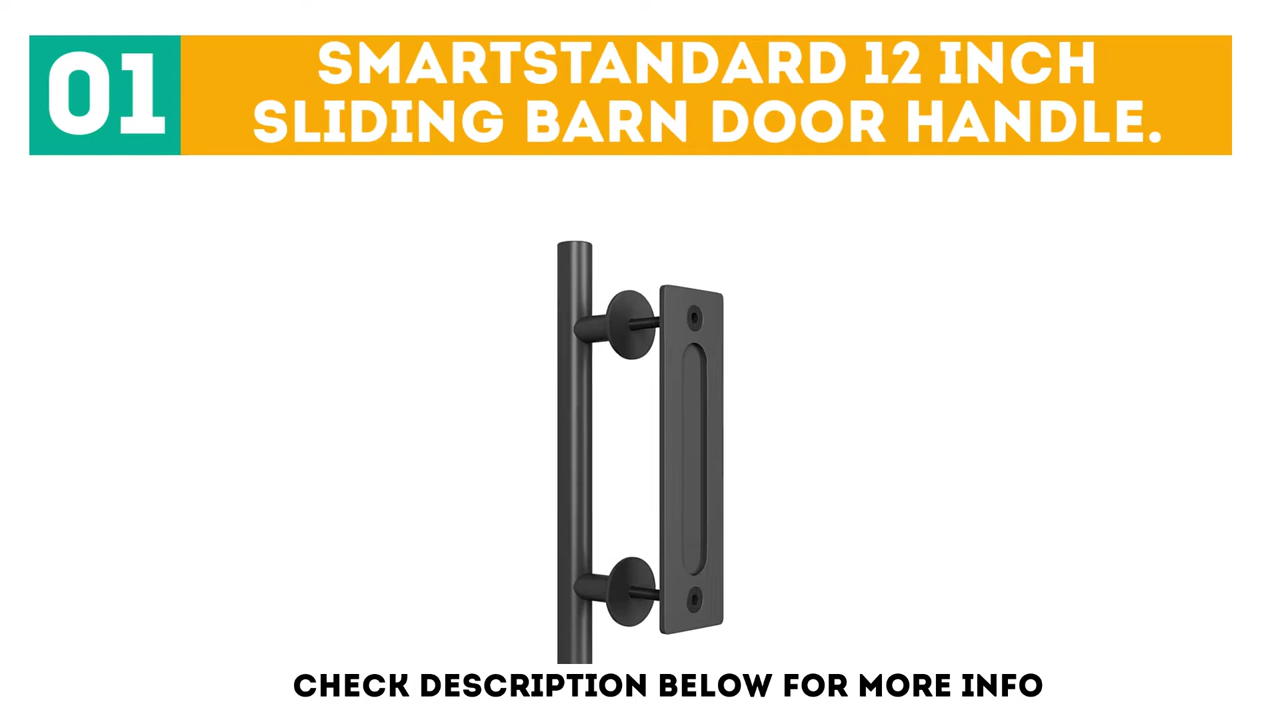 01
SMARTSTANDARD 12 INCH
SLIDING BARN DOOR HANDLE.
CHECK DESCRIPTION BELOW FOR MORE INFO